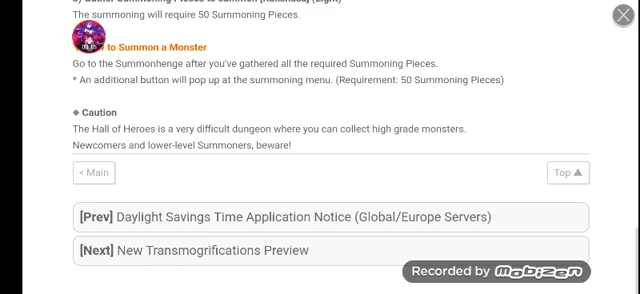 The summoning will require 50 Summoning Pieces.
to Summon a Monster
Go to the Summonhenge after you've gathered all the required Summoning Pieces.
* An additional button will pop up at the summoning menu. (Requirement: 50 Summoning Pieces)
※ Caution
The Hall of Heroes is a very difficult dungeon where you can collect high grade monsters.
Newcomers and lower-level Summoners, beware!
< Main
Top ▲
[Prev] Daylight Savings Time Application Notice (Global/Europe Servers)
[Next] New Transmogrifications Preview
Recorded by mobizen